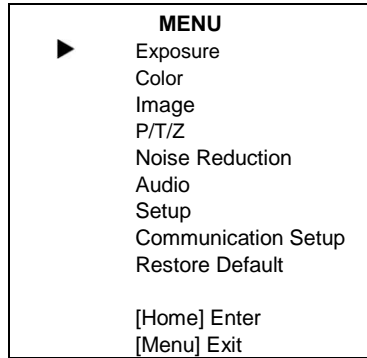 MENU
Exposure
Color
Image
P/T/Z
Noise Reduction
Audio
Setup
Communication Setup
Restore Default
[Home] Enter
[Menu] Exit